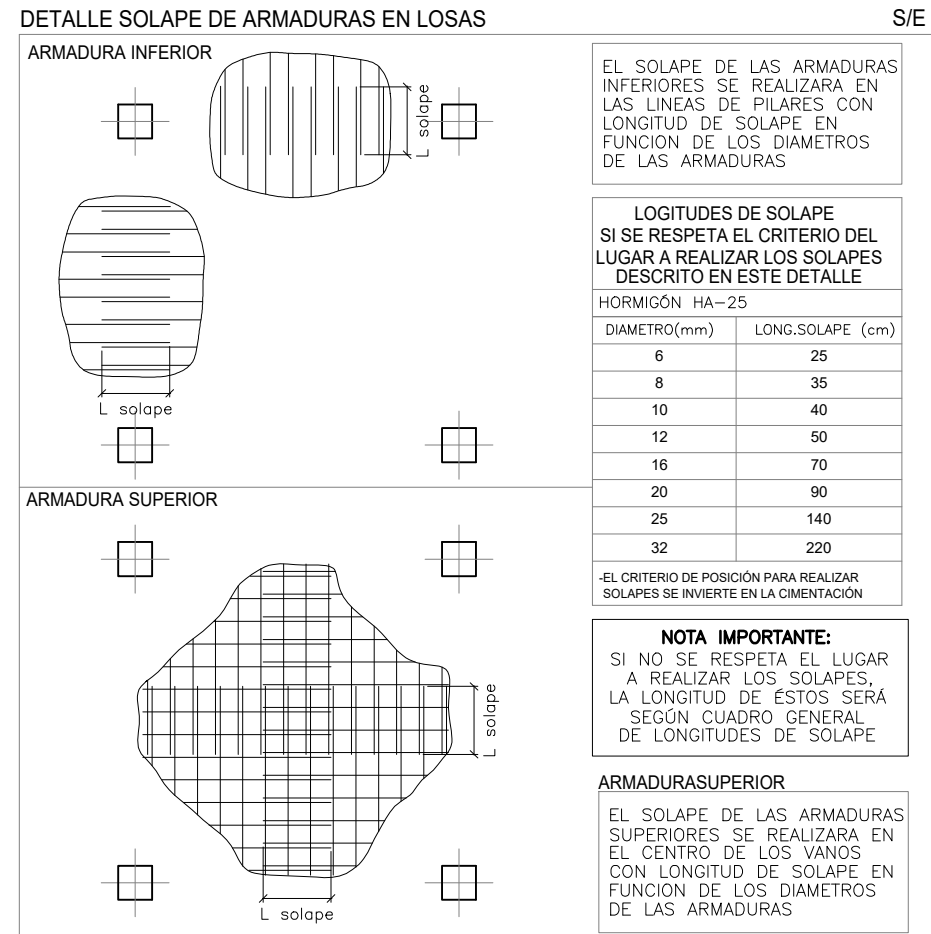 DETALLE SOLAPE DE ARMADURAS EN LOSAS
S/E
ARMADURA INFERIOR
L solape
L solape
EL SOLAPE DE LAS ARMADURAS
INFERIORES SE REALIZARA EN
LAS LINEAS DE PILARES CON
LONGITUD DE SOLAPE EN
FUNCION DE LOS DIAMETROS
DE LAS ARMADURAS
LOGITUDES DE SOLAPE
SI SE RESPETA EL CRITERIO DEL
LUGAR A REALIZAR LOS SOLAPES
DESCRITO EN ESTE DETALLE
HORMIGÓN HA-25
DIAMETRO(mm) LONG.SOLAPE (cm)
6 25
8 35
10 40
12 50
16 70
20 90
25 140
32 220
-EL CRITERIO DE POSICIÓN PARA REALIZAR
SOLAPES SE INVIERTE EN LA CIMENTACIÓN
ARMADURA SUPERIOR
L solape
L solape
NOTA IMPORTANTE:
SI NO SE RESPETA EL LUGAR
A REALIZAR LOS SOLAPES,
LA LONGITUD DE ÉSTOS SERÁ
SEGÚN CUADRO GENERAL
DE LONGITUDES DE SOLAPE
ARMADURASUPERIOR
EL SOLAPE DE LAS ARMADURAS
SUPERIORES SE REALIZARA EN
EL CENTRO DE LOS VANOS
CON LONGITUD DE SOLAPE EN
FUNCION DE LOS DIAMETROS
DE LAS ARMADURAS